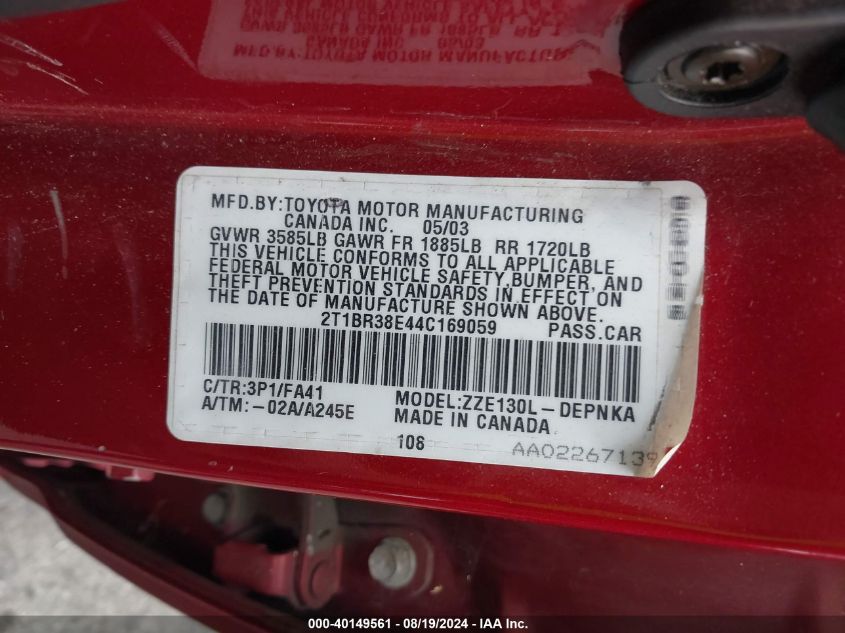 MFD.BY:TOYOTA MOTOR MANUFACTURING
CANADA INC. 05/03
GVWR 3585LB GAWR FR 1885LB RR 1720LB
THIS VEHICLE CONFORMS TO ALL APPLICABLE
FEDERAL MOTOR VEHICLE SAFETY,BUMPER, AND
THEFT PREVENTION STANDARDS IN EFFECT ON
THE DATE OF MANUFACTURE SHOWN ABOVE.
2T1BR38E44C169059 PASS.CAR
C/TR:3P1/FA41 MODEL:ZZE130L-DEPNKA
A/TM:-02A/A245E MADE IN CANADA
108 AA02267139
000-40149561 - 08/19/2024 - IAA Inc.